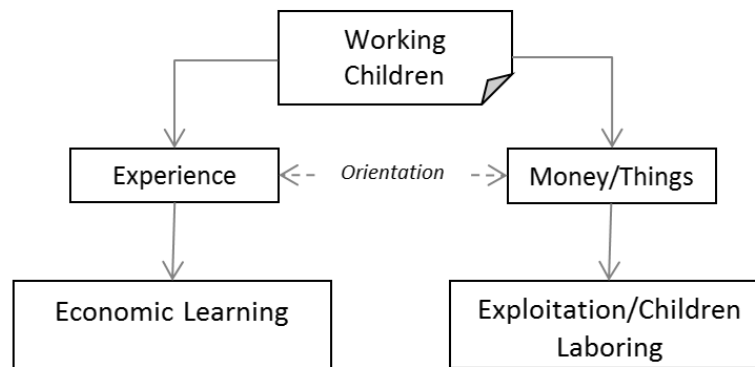 Working
Children
Experience
Orientation
Money/Things
Economic Learning
Exploitation/Children
Laboring